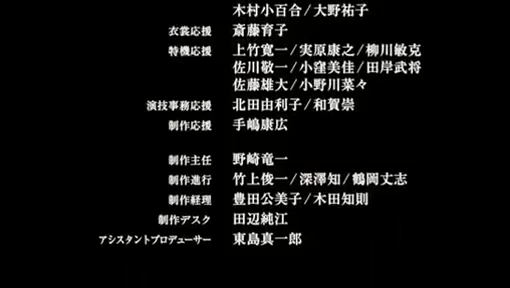 木村小百合/大野祐子
衣裳応援 斎藤育子
特機応援 上竹寛一/実原康之/柳川敏克
佐川敬一/小窪美佳/田岸武将
佐藤雄大/小野川菜々
演技事務応援 北田由利子/和賀崇
制作応援 手嶋康広
制作主任 野崎竜一
制作進行 竹上俊一/深澤知/鶴岡丈志
制作経理 豊田公美子/木田知則
制作デスク 田辺純江
アシスタントプロデューサー 東島真一郎